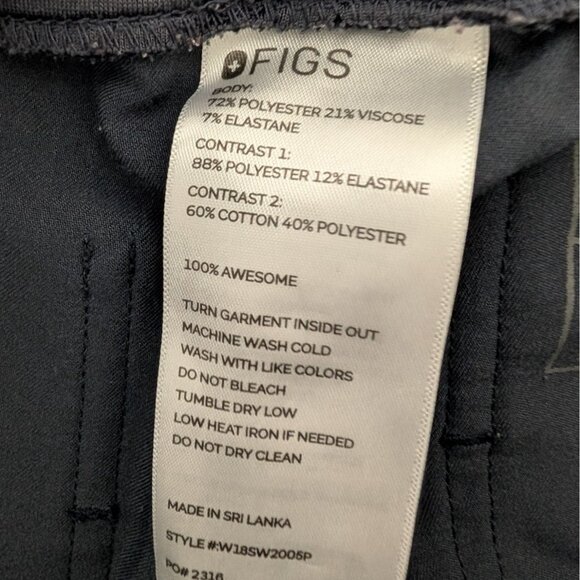 FIGS
BODY:
72% POLYESTER 21% VISCOSE
7% ELASTANE
CONTRAST 1:
88% POLYESTER 12% ELASTANE
CONTRAST 2:
60% COTTON 40% POLYESTER
100% AWESOME
TURN GARMENT INSIDE OUT
MACHINE WASH COLD
WASH WITH LIKE COLORS
DO NOT BLEACH
TUMBLE DRY LOW
LOW HEAT IRON IF NEEDED
DO NOT DRY CLEAN
MADE IN SRI LANKA
STYLE #:W18SW2005P
PO# 2316